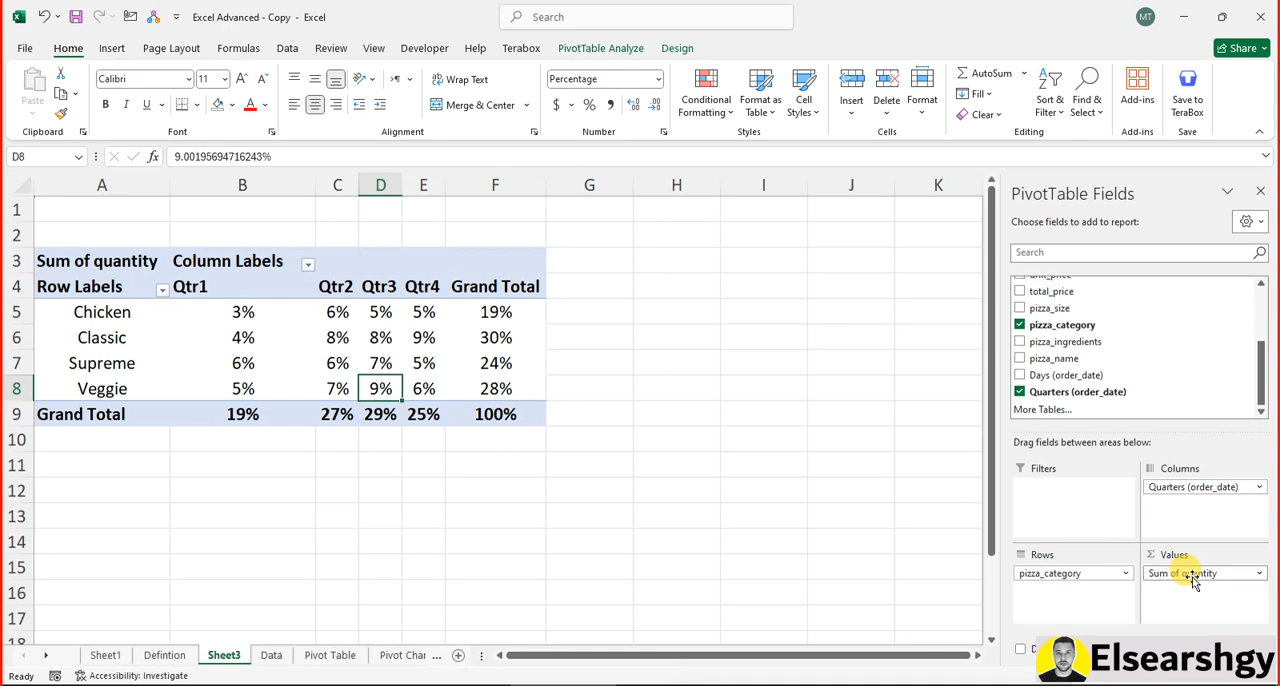 Excel Advanced - Copy - Excel
Search
MT
File Home Insert Page Layout Formulas Data Review View Developer Help Terabox PivotTable Analyze Design Share
Paste
Calibri 11
B I U
Wrap Text
Merge & Center
Percentage
$ %
Conditional Formatting
Format as Table
Cell Styles
Insert
Delete
Format
AutoSum
Fill
Clear
Sort & Filter
Find & Select
Add-ins
Save to TeraBox
Clipboard Font Alignment Number Styles Cells Editing Add-ins Save
D8 fx 9.00195694716243%
A B C D E F G H I J K
1
2
3 Sum of quantity Column Labels
4 Row Labels Qtr1 Qtr2 Qtr3 Qtr4 Grand Total
5 Chicken 3% 6% 5% 5% 19%
6 Classic 4% 8% 8% 9% 30%
7 Supreme 6% 6% 7% 5% 24%
8 Veggie 5% 7% 9% 6% 28%
9 Grand Total 19% 27% 29% 25% 100%
10
11
12
13
14
15
16
17
18
PivotTable Fields
Choose fields to add to report:
Search
unit_price
total_price
pizza_size
pizza_category
pizza_ingredients
pizza_name
Days (order_date)
Quarters (order_date)
More Tables...
Drag fields between areas below:
Filters
Columns
Quarters (order_date)
Rows
pizza_category
Values
Sum of quantity
Sheet1 Defintion Sheet3 Data Pivot Table Pivot Char ...
Ready Accessibility: Investigate
Elsearshgy